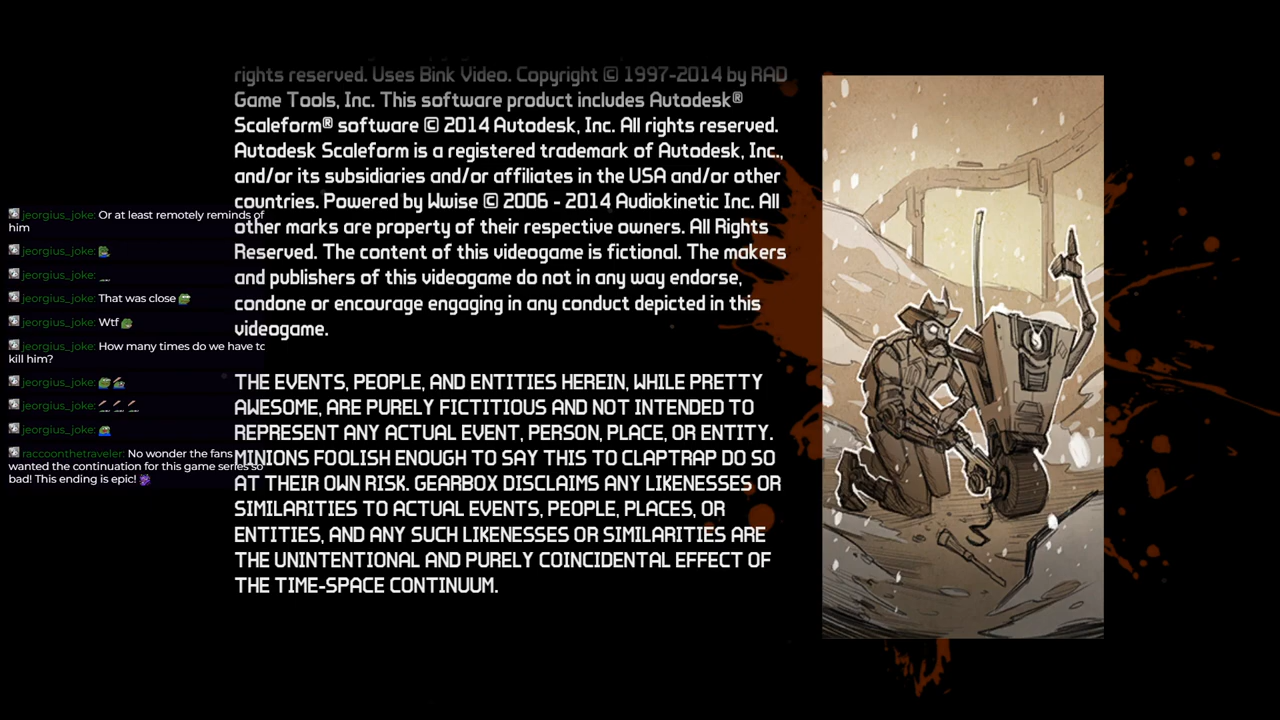 rights reserved. Uses Bink Video. Copyright © 1997-2014 by RAD
Game Tools, Inc. This software product includes Autodesk®
Scaleform® software © 2014 Autodesk, Inc. All rights reserved.
Autodesk Scaleform is a registered trademark of Autodesk, Inc.,
and/or its subsidiaries and/or affiliates in the USA and/or other
countries. Powered by Wwise © 2006 - 2014 Audiokinetic Inc. All
other marks are property of their respective owners. All Rights
Reserved. The content of this videogame is fictional. The makers
and publishers of this videogame do not in any way endorse,
condone or encourage engaging in any conduct depicted in this
videogame.
THE EVENTS, PEOPLE, AND ENTITIES HEREIN, WHILE PRETTY
AWESOME, ARE PURELY FICTITIOUS AND NOT INTENDED TO
REPRESENT ANY ACTUAL EVENT, PERSON, PLACE, OR ENTITY.
MINIONS FOOLISH ENOUGH TO SAY THIS TO CLAPTRAP DO SO
AT THEIR OWN RISK. GEARBOX DISCLAIMS ANY LIKENESSES OR
SIMILARITIES TO ACTUAL EVENTS, PEOPLE, PLACES, OR
ENTITIES, AND ANY SUCH LIKENESSES OR SIMILARITIES ARE
THE UNINTENTIONAL AND PURELY COINCIDENTAL EFFECT OF
THE TIME-SPACE CONTINUUM.
jeorgius_joke: Or at least remotely reminds of
him
jeorgius_joke:
jeorgius_joke:
jeorgius_joke: That was close
jeorgius_joke: Wtf
jeorgius_joke: How many times do we have to
kill him?
jeorgius_joke:
jeorgius_joke:
jeorgius_joke:
raccoonthetraveler: No wonder the fans
wanted the continuation for this game series so
bad! This ending is epic!